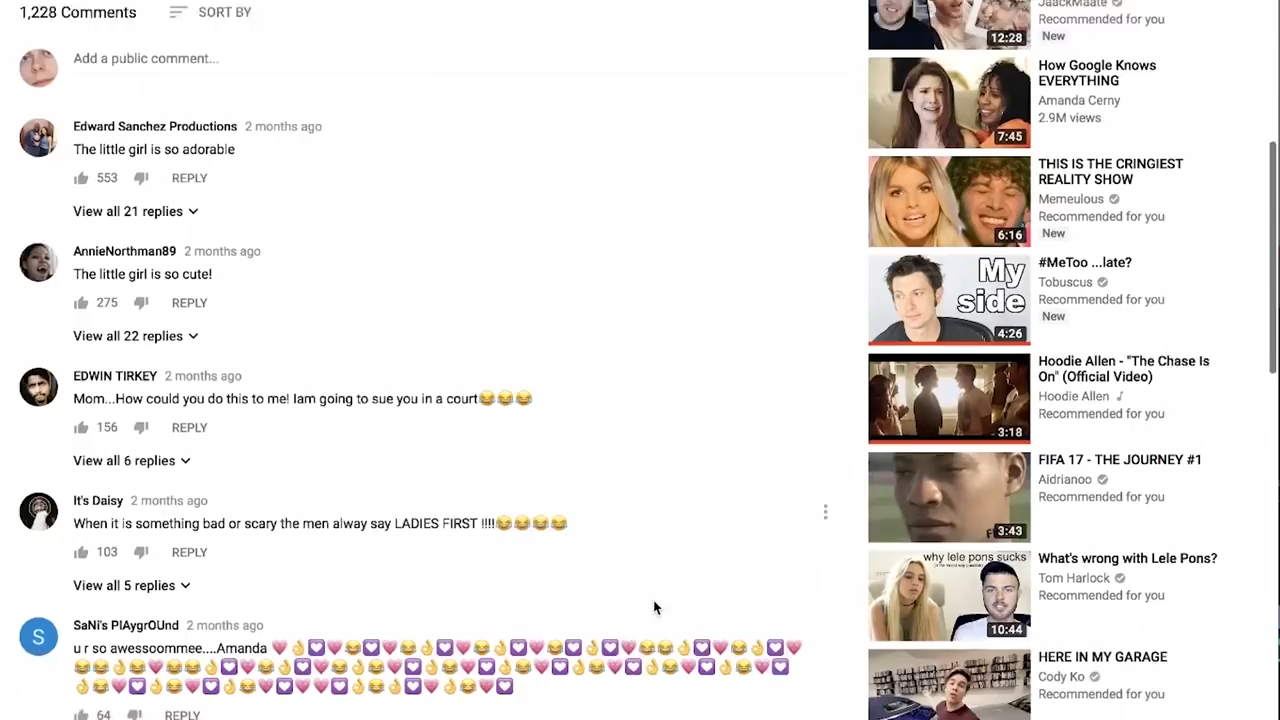 1,228 Comments SORT BY
Add a public comment...
Edward Sanchez Productions 2 months ago
The little girl is so adorable
553 REPLY
View all 21 replies
AnnieNorthman89 2 months ago
The little girl is so cute!
275 REPLY
View all 22 replies
EDWIN TIRKEY 2 months ago
Mom...How could you do this to me! Iam going to sue you in a court😂😂😂
156 REPLY
View all 6 replies
It's Daisy 2 months ago
When it is something bad or scary the men alway say LADIES FIRST !!!!😂😂😂😂
103 REPLY
View all 5 replies
S
SaNi's PlAygrOUnd 2 months ago
u r so awessoommee....Amanda
64 REPLY
JaackMaate
Recommended for you
New
12:28
How Google Knows
EVERYTHING
Amanda Cerny
2.9M views
7:45
THIS IS THE CRINGIEST
REALITY SHOW
Memeulous
Recommended for you
New
6:16
My
side
4:26
#MeToo ...late?
Tobuscus
Recommended for you
New
Hoodie Allen - "The Chase Is
On" (Official Video)
Hoodie Allen
Recommended for you
3:18
FIFA 17 - THE JOURNEY #1
Aidrianoo
Recommended for you
3:43
why lele pons sucks
10:44
What's wrong with Lele Pons?
Tom Harlock
Recommended for you
HERE IN MY GARAGE
Cody Ko
Recommended for you